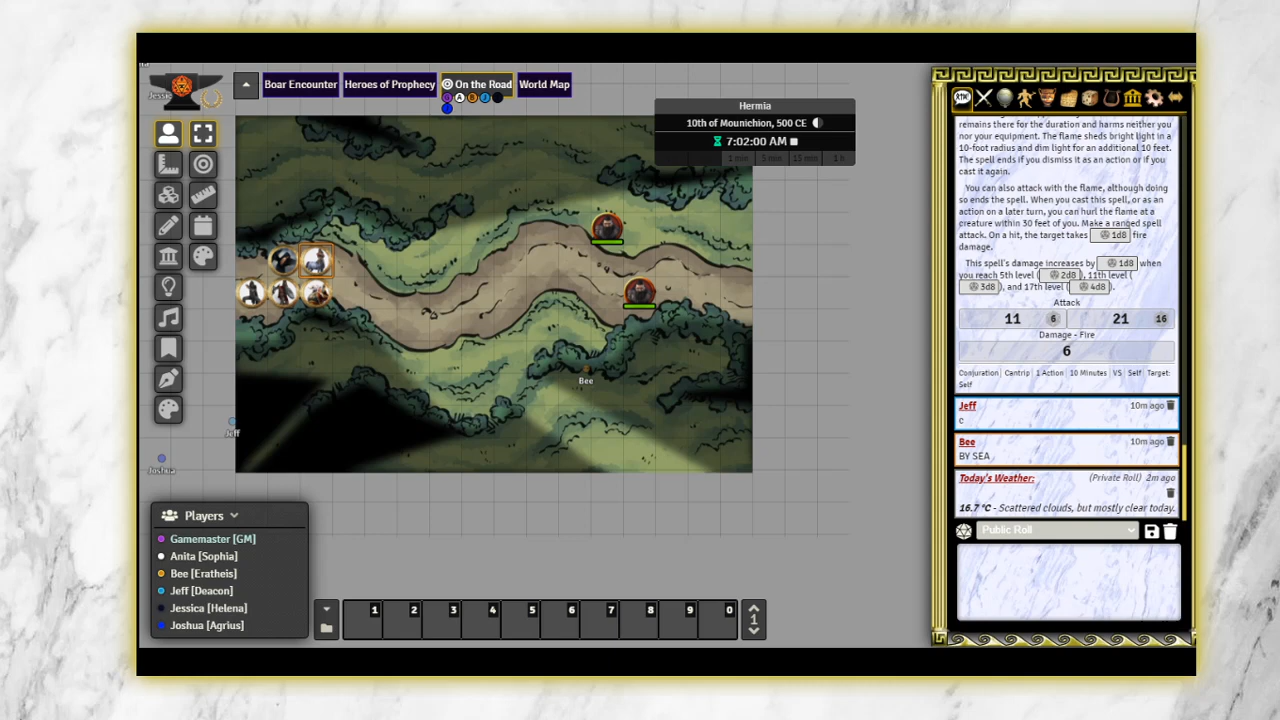 Jessi
Boar Encounter
Heroes of Prophecy
On the Road
World Map
G A B J
Hermia
10th of Mounichion, 500 CE
7:02:00 AM
1 min 5 min 15 min 1 h
Bee
Jeff
Joshua
Players
Gamemaster [GM]
Anita [Sophia]
Bee [Eratheis]
Jeff [Deacon]
Jessica [Helena]
Joshua [Agrius]
1 2 3 4 5 6 7 8 9 0
1
remains there for the duration and harms neither you
nor your equipment. The flame sheds bright light in a
10-foot radius and dim light for an additional 10 feet.
The spell ends if you dismiss it as an action or if you
cast it again.
You can also attack with the flame, although doing
so ends the spell. When you cast this spell, or as an
action on a later turn, you can hurl the flame at a
creature within 30 feet of you. Make a ranged spell
attack. On a hit, the target takes 1d8 fire
damage.
This spell's damage increases by 1d8 when
you reach 5th level ( 2d8 ), 11th level (
3d8 ), and 17th level ( 4d8 ).
Attack
11 6 21 16
Damage - Fire
6
Conjuration Cantrip 1 Action 10 Minutes VS Self Target:
Self
Jeff 10m ago
c
Bee 10m ago
BY SEA
Today's Weather: (Private Roll) 2m ago
16.7 °C - Scattered clouds, but mostly clear today.
Public Roll